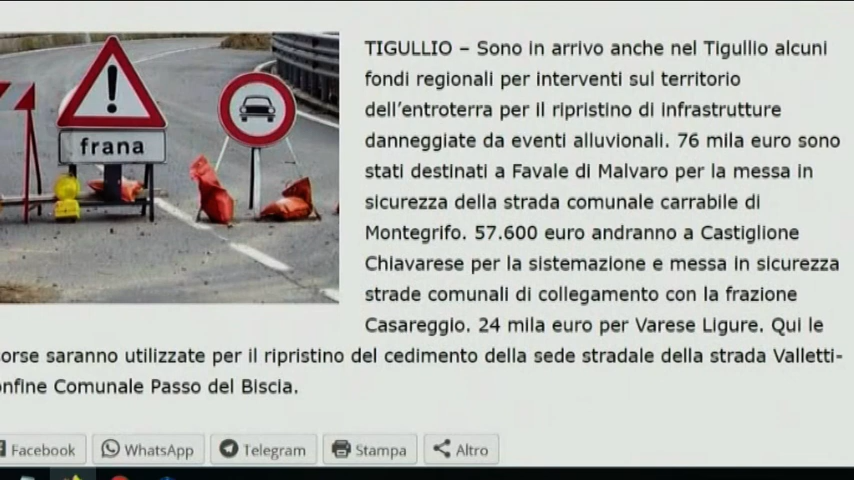 TIGULLIO – Sono in arrivo anche nel Tigullio alcuni
fondi regionali per interventi sul territorio
dell’entroterra per il ripristino di infrastrutture
danneggiate da eventi alluvionali. 76 mila euro sono
stati destinati a Favale di Malvaro per la messa in
sicurezza della strada comunale carrabile di
Montegrifo. 57.600 euro andranno a Castiglione
Chiavarese per la sistemazione e messa in sicurezza
strade comunali di collegamento con la frazione
Casareggio. 24 mila euro per Varese Ligure. Qui le
orse saranno utilizzate per il ripristino del cedimento della sede stradale della strada Valletti-
onfine Comunale Passo del Biscia.
frana
Facebook WhatsApp Telegram Stampa Altro